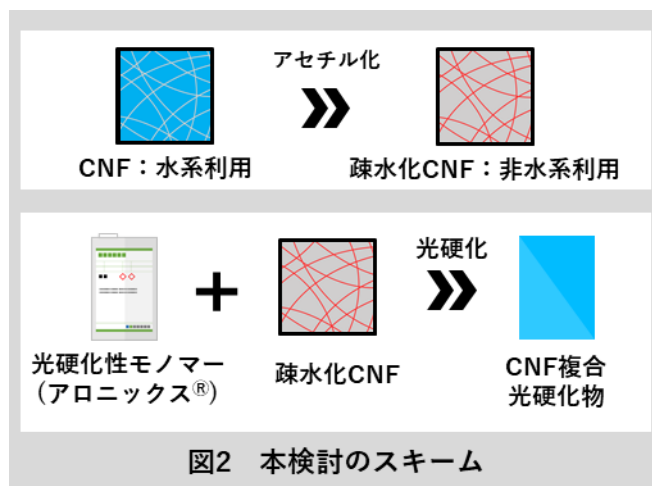 アセチル化
CNF：水系利用
疎水化CNF：非水系利用
光硬化
光硬化性モノマー
（アロニックス®）
疎水化CNF
CNF複合
光硬化物
図2　本検討のスキーム